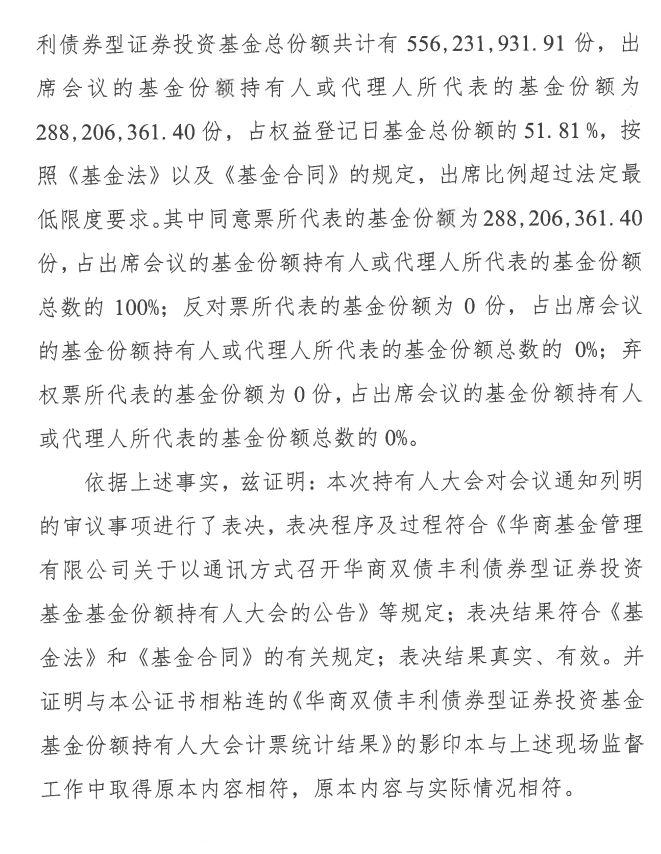 利债券型证券投资基金总份额共计有 556,231,931.91 份，出
席会议的基金份额持有人或代理人所代表的基金份额为
288,206,361.40 份，占权益登记日基金总份额的 51.81%，按
照《基金法》以及《基金合同》的规定，出席比例超过法定最
低限度要求。其中同意票所代表的基金份额为 288,206,361.40
份，占出席会议的基金份额持有人或代理人所代表的基金份额
总数的 100%；反对票所代表的基金份额为 0 份，占出席会议
的基金份额持有人或代理人所代表的基金份额总数的 0%；弃
权票所代表的基金份额为 0 份，占出席会议的基金份额持有人
或代理人所代表的基金份额总数的 0%。
依据上述事实，兹证明：本次持有人大会对会议通知列明
的审议事项进行了表决，表决程序及过程符合《华商基金管理
有限公司关于以通讯方式召开华商双债丰利债券型证券投资
基金基金份额持有人大会的公告》等规定；表决结果符合《基
金法》和《基金合同》的有关规定；表决结果真实、有效。并
证明与本公证书相粘连的《华商双债丰利债券型证券投资基金
基金份额持有人大会计票统计结果》的影印本与上述现场监督
工作中取得原本内容相符，原本内容与实际情况相符。